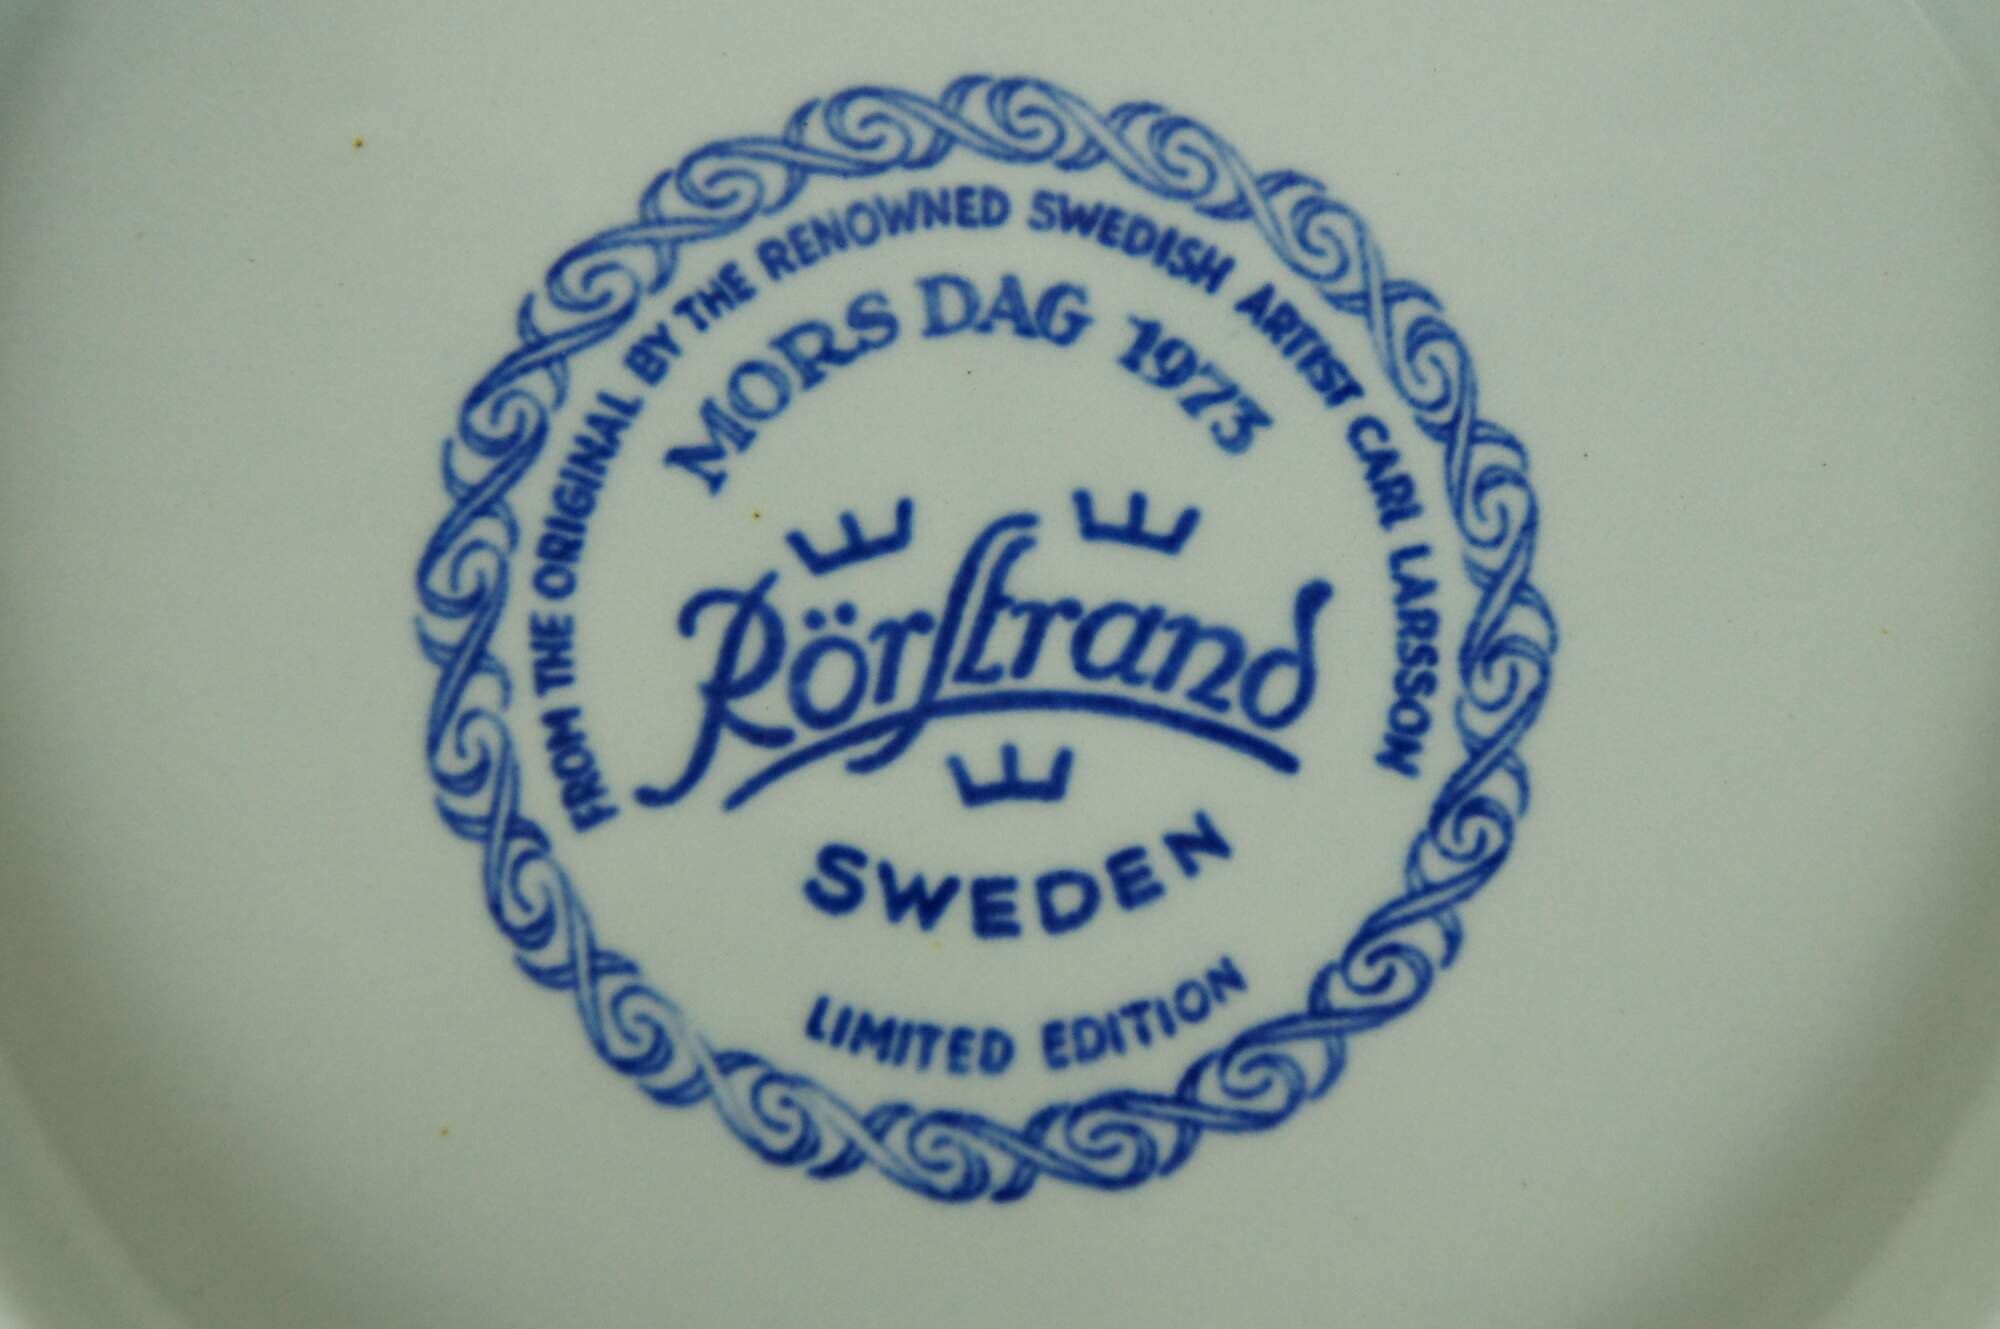 FROM THE ORIGINAL BY THE RENOWNED SWEDISH ARTIST CARL LARSSON
MORS DAG 1973
Rörstrand
SWEDEN
LIMITED EDITION